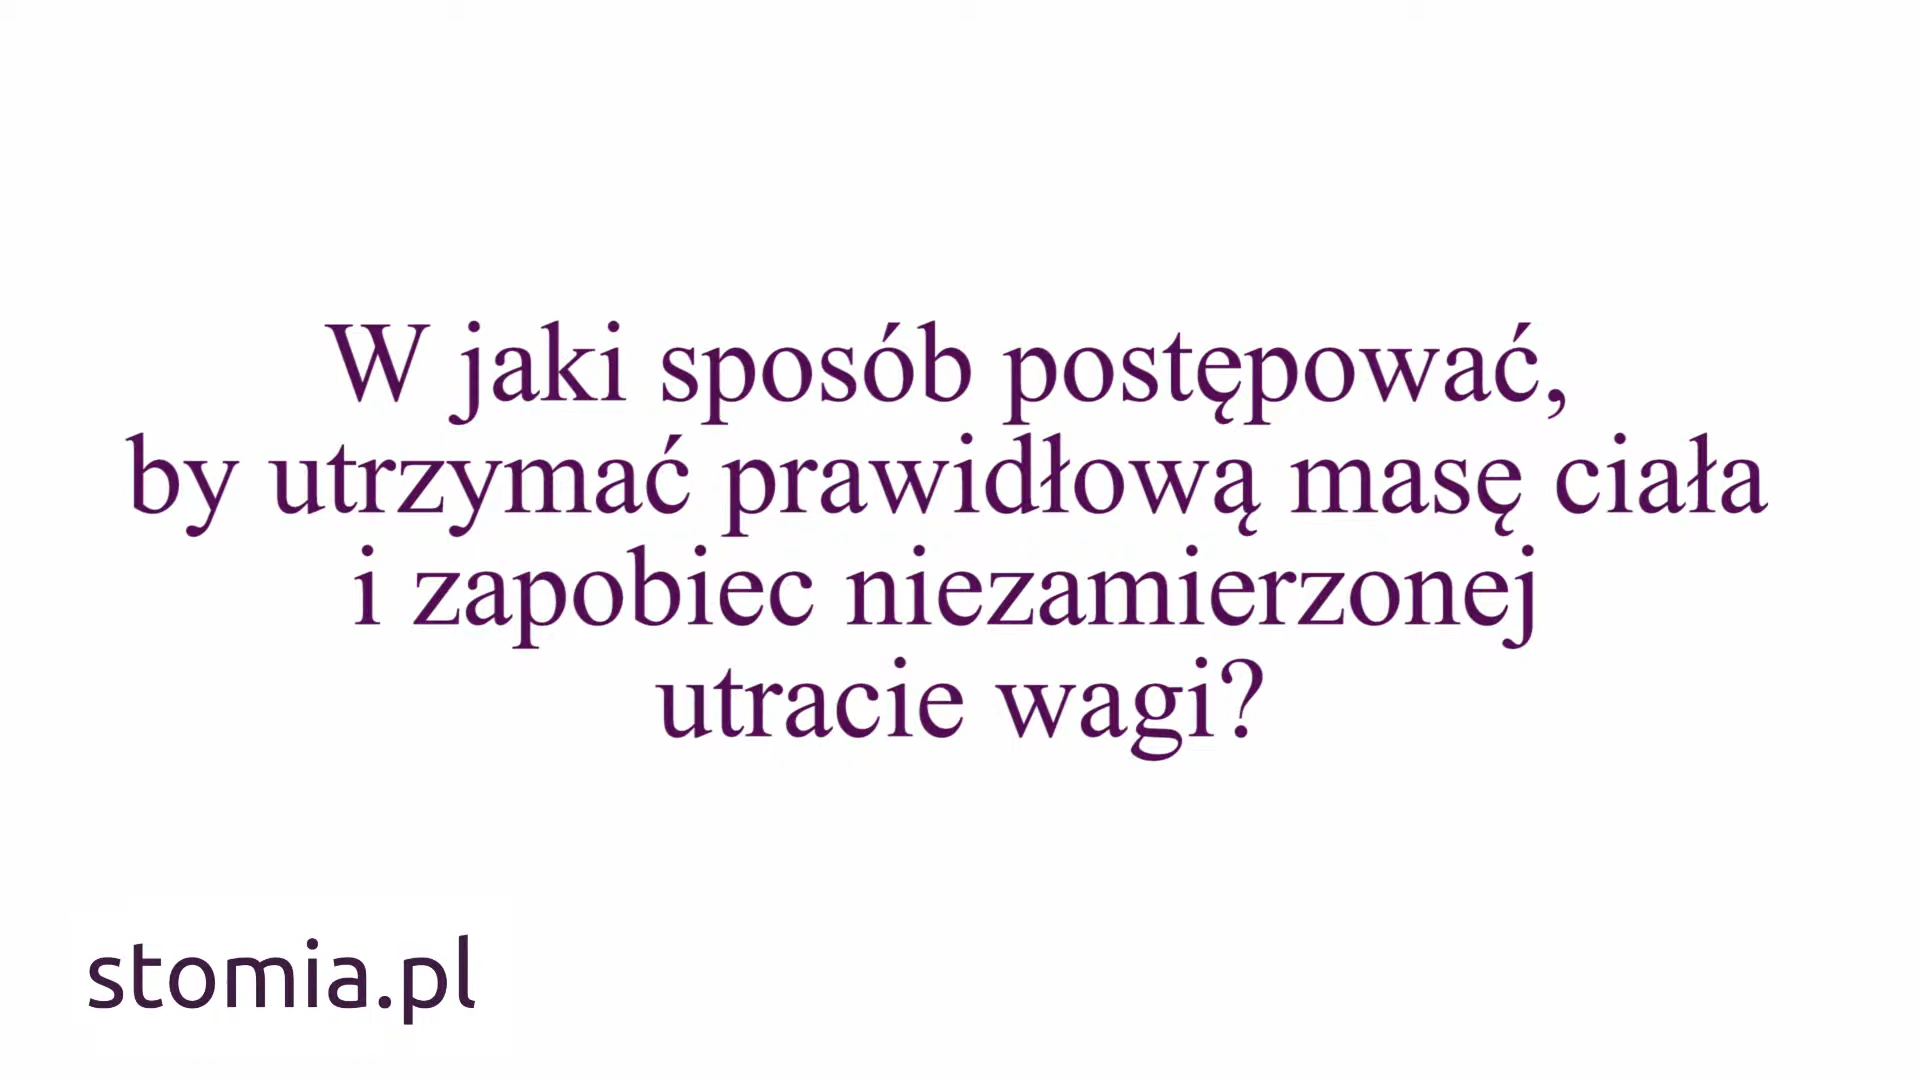 W jaki sposób postępować,
by utrzymać prawidłową masę ciała
i zapobiec niezamierzonej
utracie wagi?
stomia.pl